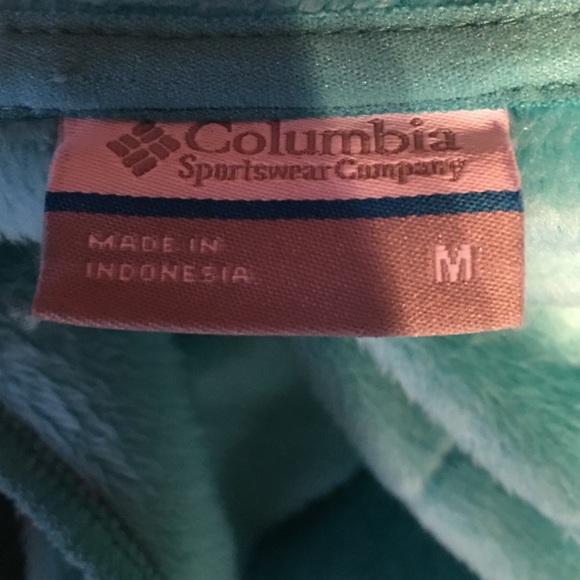 Columbia
Sportswear Company
MADE IN
INDONESIA
M